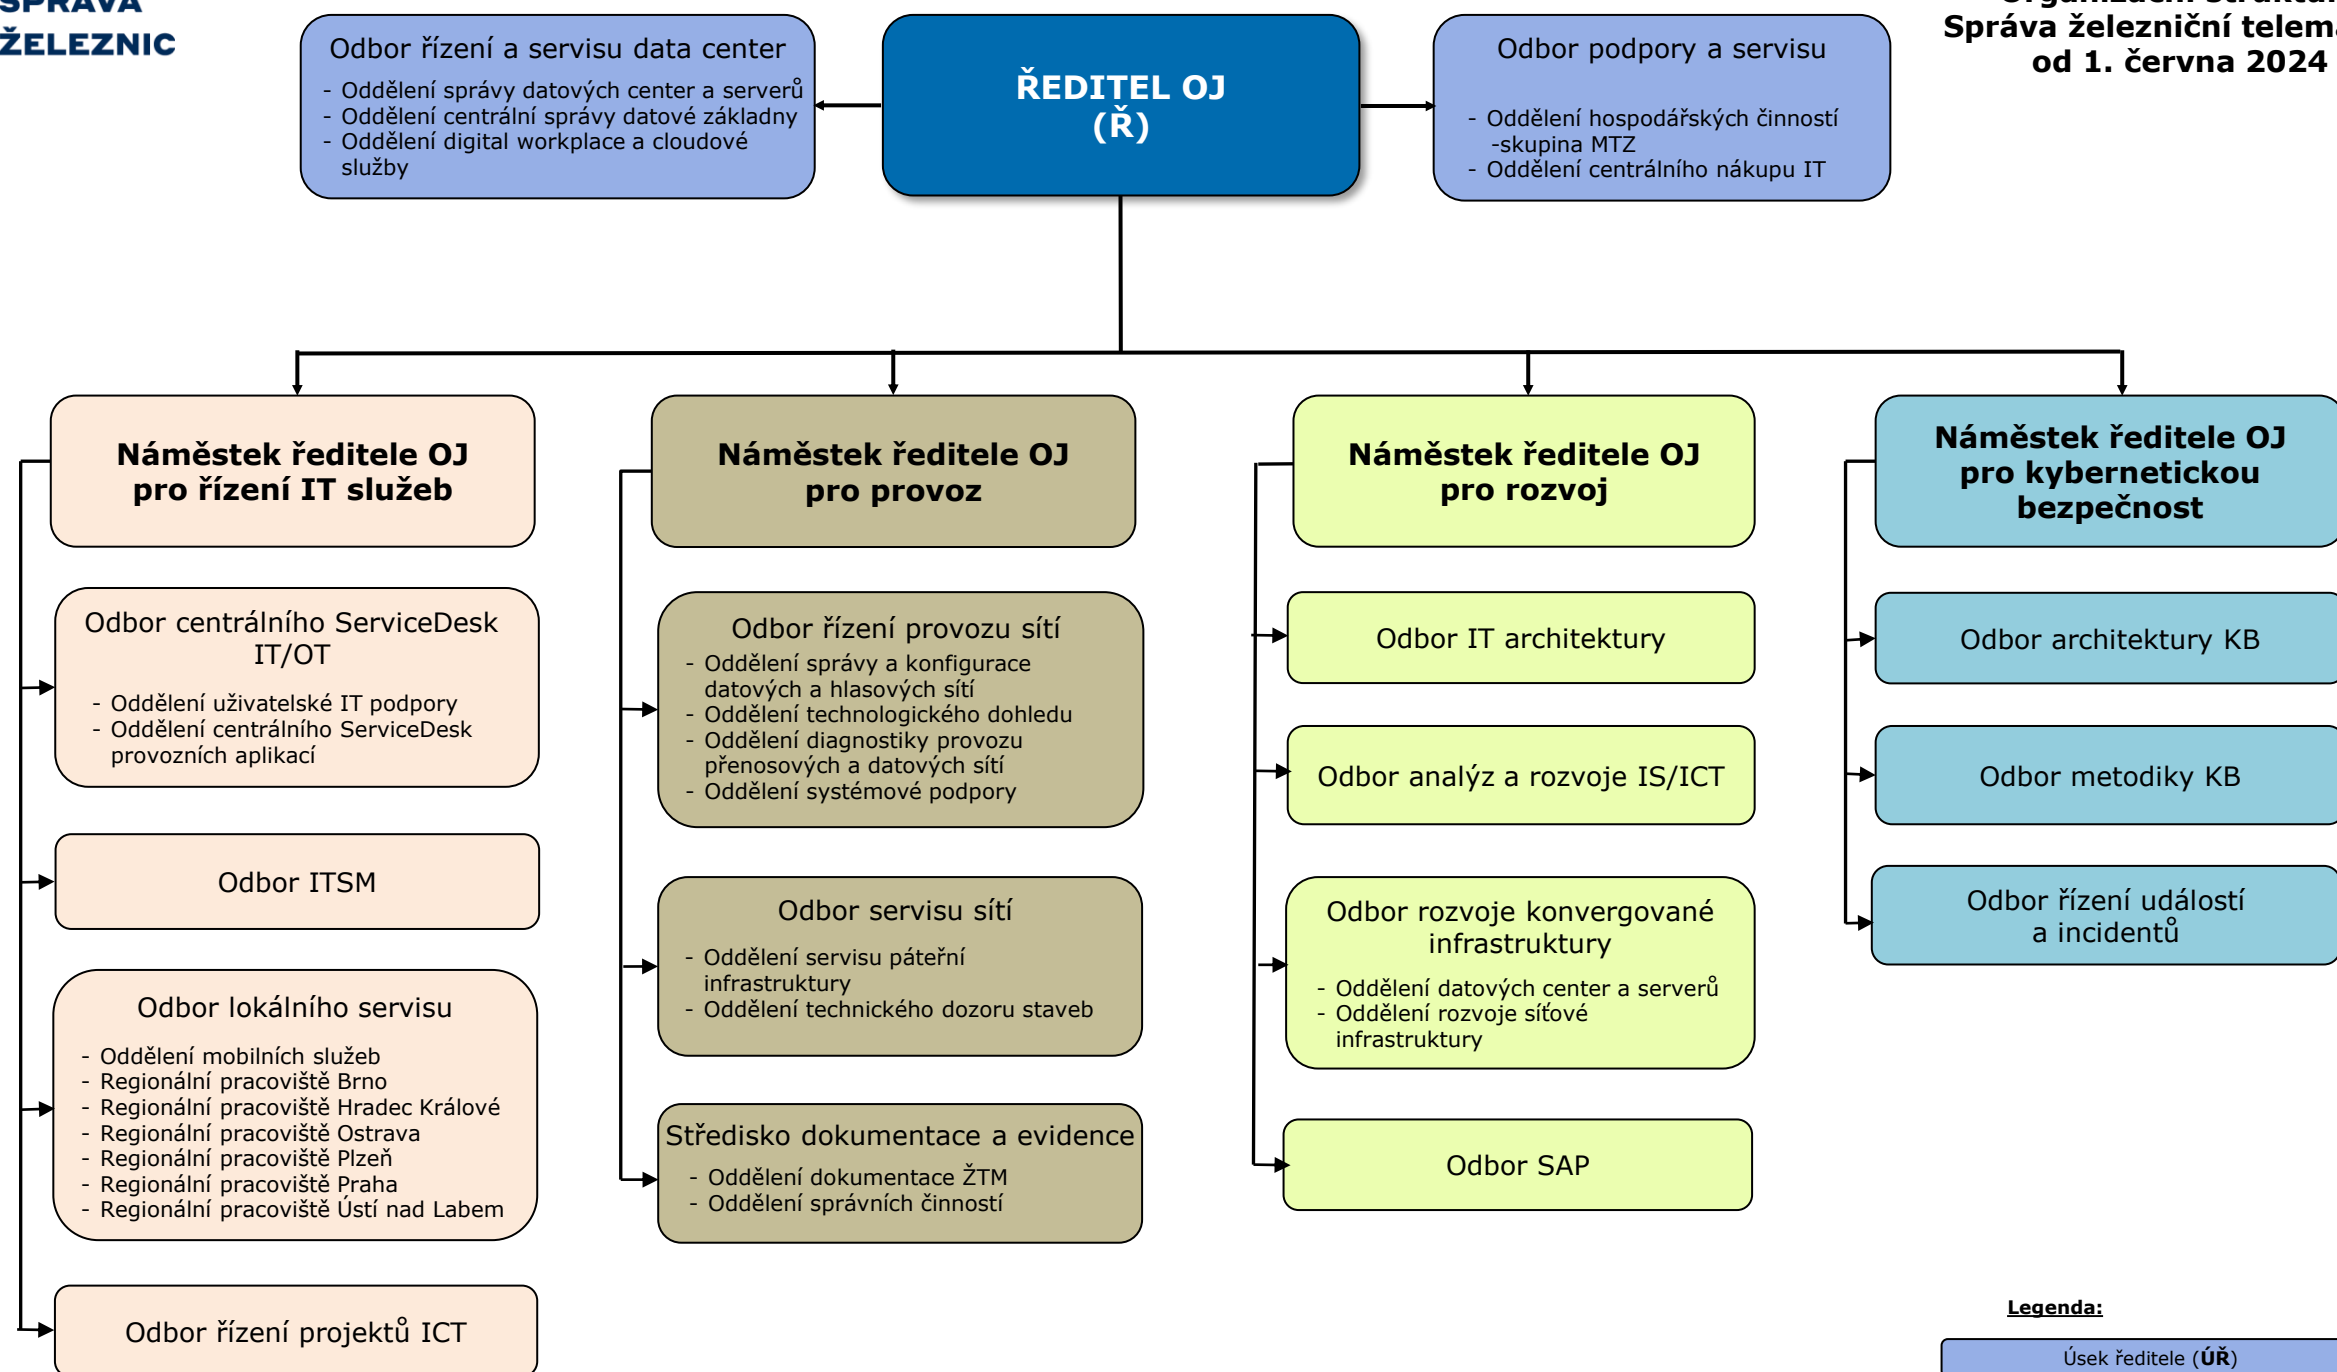 SPRÁVA
ŽELEZNIC
Organizační struktur
Správa železniční telema
od 1. června 2024
Odbor řízení a servisu data center
- Oddělení správy datových center a serverů
- Oddělení centrální správy datové základny
- Oddělení digital workplace a cloudové
služby
ŘEDITEL OJ
(Ř)
Odbor podpory a servisu
- Oddělení hospodářských činností
-skupina MTZ
- Oddělení centrálního nákupu IT
Náměstek ředitele OJ
pro řízení IT služeb
Odbor centrálního ServiceDesk
IT/OT
- Oddělení uživatelské IT podpory
- Oddělení centrálního ServiceDesk
provozních aplikací
Odbor ITSM
Odbor lokálního servisu
- Oddělení mobilních služeb
- Regionální pracoviště Brno
- Regionální pracoviště Hradec Králové
- Regionální pracoviště Ostrava
- Regionální pracoviště Plzeň
- Regionální pracoviště Praha
- Regionální pracoviště Ústí nad Labem
Odbor řízení projektů ICT
Náměstek ředitele OJ
pro provoz
Odbor řízení provozu sítí
- Oddělení správy a konfigurace
datových a hlasových sítí
- Oddělení technologického dohledu
- Oddělení diagnostiky provozu
přenosových a datových sítí
- Oddělení systémové podpory
Odbor servisu sítí
- Oddělení servisu páteřní
infrastruktury
- Oddělení technického dozoru staveb
Středisko dokumentace a evidence
- Oddělení dokumentace ŽTM
- Oddělení správních činností
Náměstek ředitele OJ
pro rozvoj
Odbor IT architektury
Odbor analýz a rozvoje IS/ICT
Odbor rozvoje konvergované
infrastruktury
- Oddělení datových center a serverů
- Oddělení rozvoje síťové
infrastruktury
Odbor SAP
Náměstek ředitele OJ
pro kybernetickou
bezpečnost
Odbor architektury KB
Odbor metodiky KB
Odbor řízení událostí
a incidentů
Legenda:
Úsek ředitele (ÚŘ)